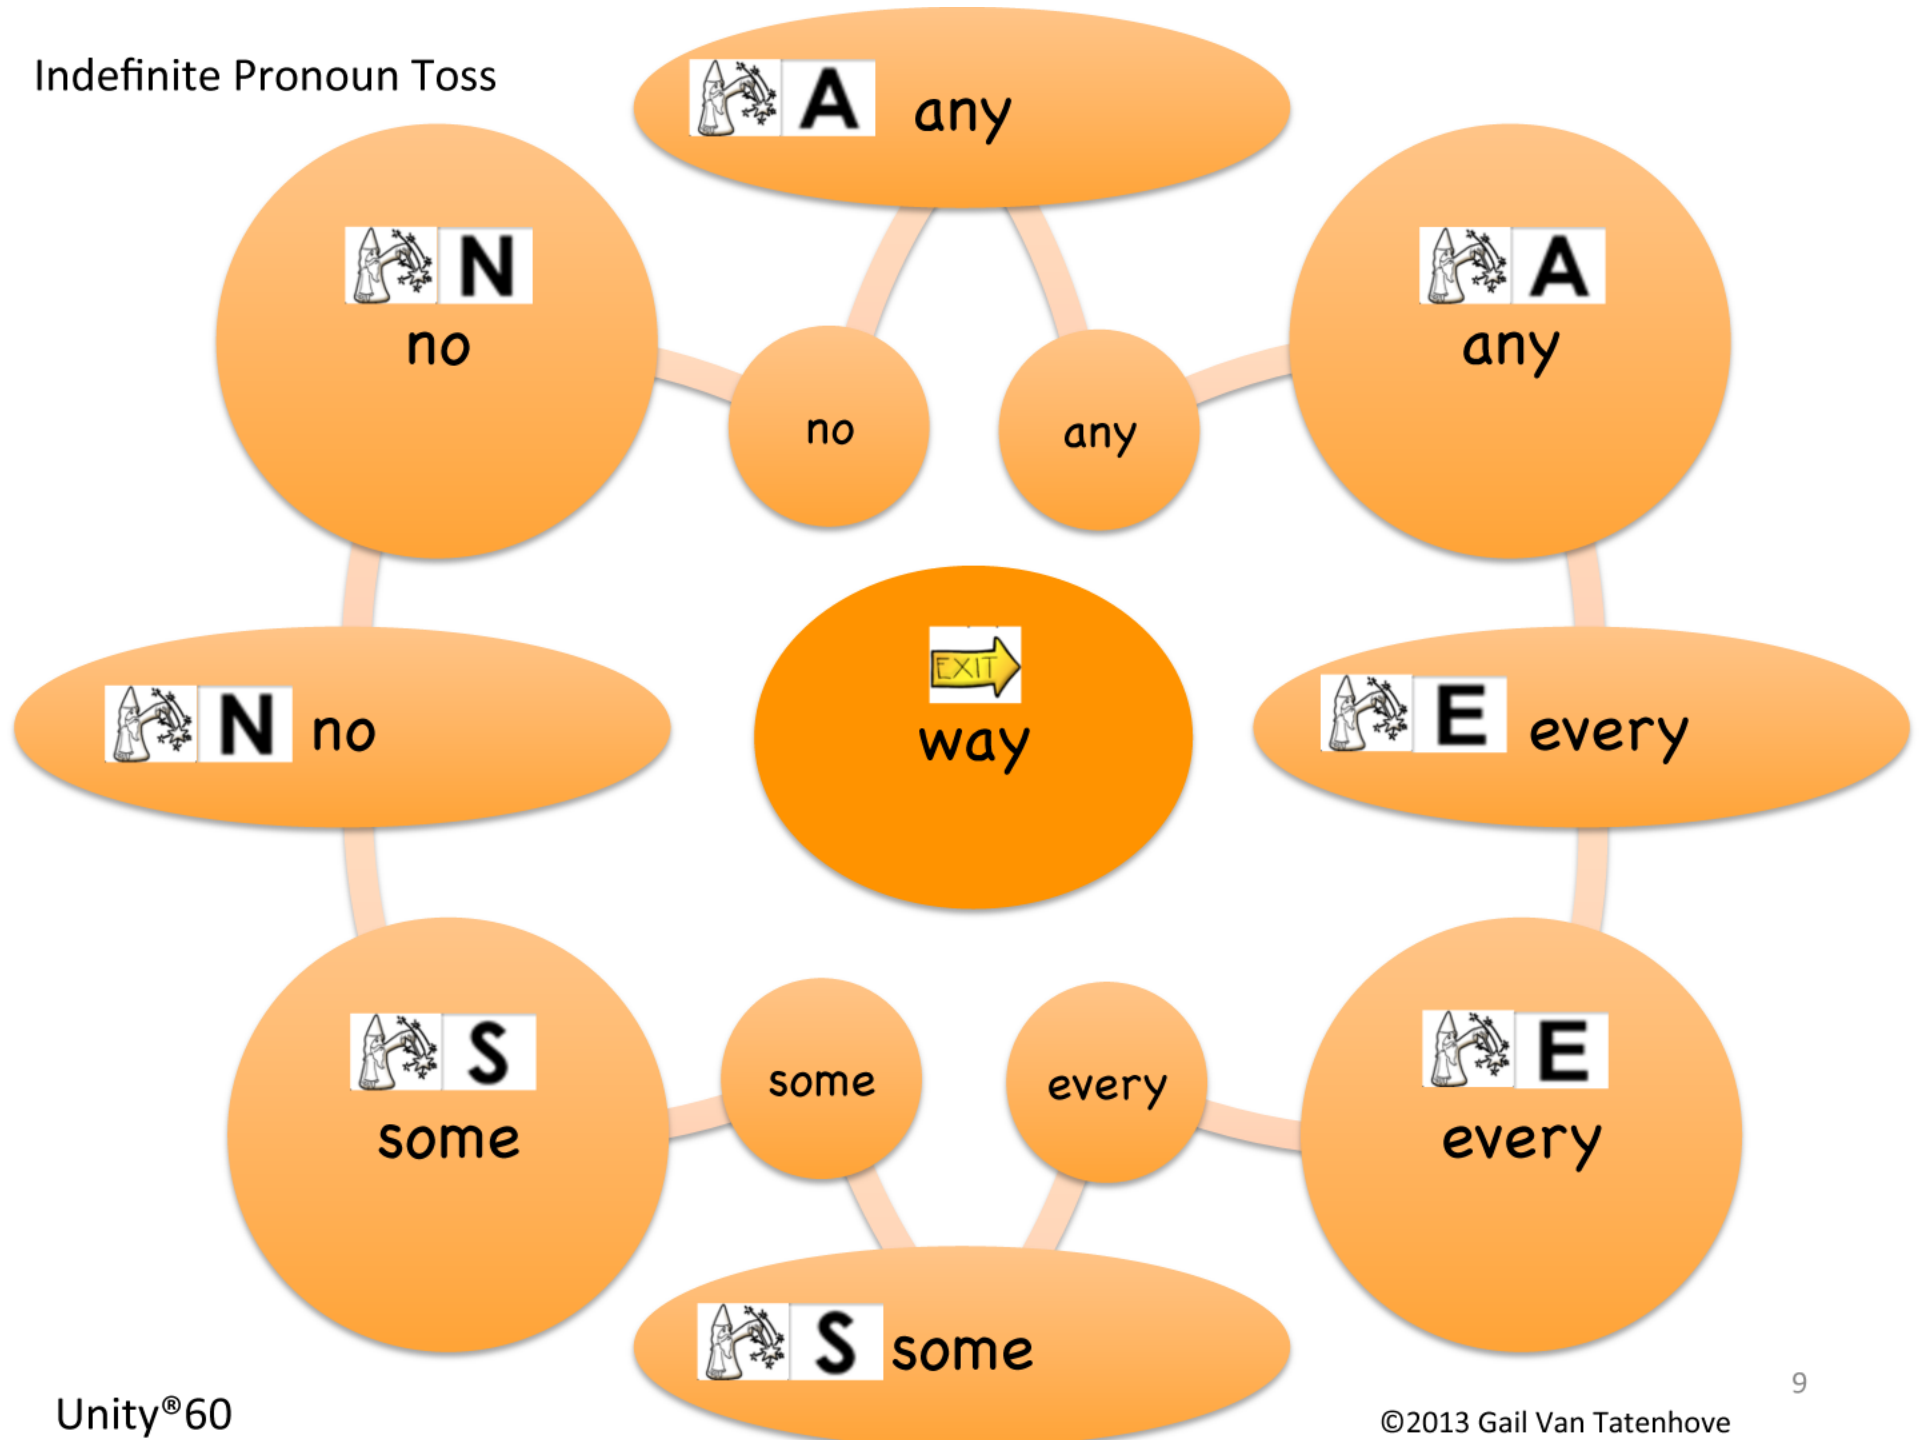 Indefinite Pronoun Toss
A any
N
no
A
any
no
any
EXIT
way
N no
E every
S
some
E
every
some
every
S some
9
Unity®60
©2013 Gail Van Tatenhove